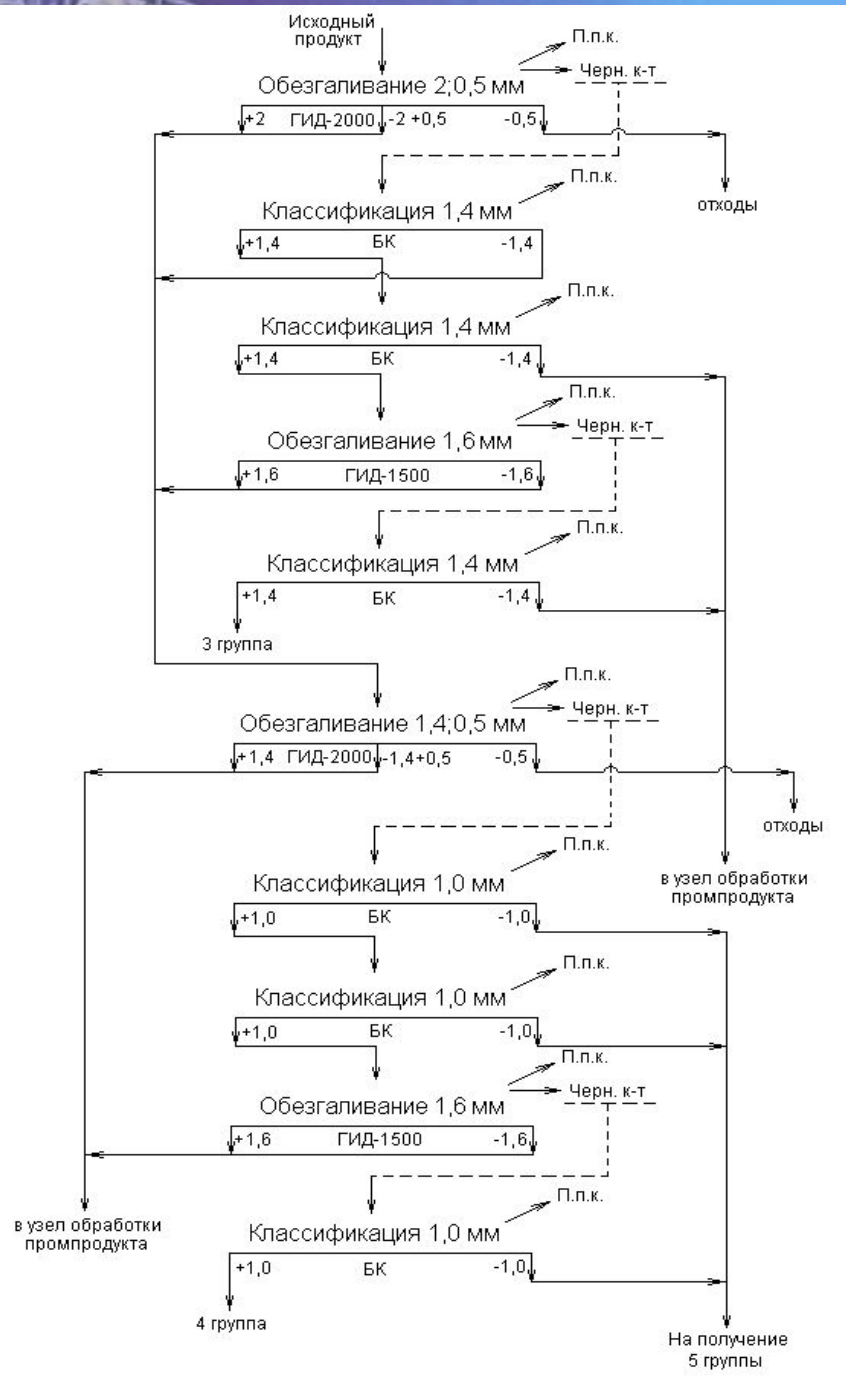 Исходный
продукт
П.п.к.
Черн. к-т
Обезгаливание 2;0,5 мм
+2 ГИД-2000 -2 +0,5 -0,5
отходы
П.п.к.
Классификация 1,4 мм
+1,4 БК -1,4
П.п.к.
Классификация 1,4 мм
+1,4 БК -1,4
П.п.к.
Черн. к-т
Обезгаливание 1,6 мм
+1,6 ГИД-1500 -1,6
П.п.к.
Классификация 1,4 мм
+1,4 БК -1,4
3 группа
П.п.к.
Черн. к-т
Обезгаливание 1,4;0,5 мм
+1,4 ГИД-2000 -1,4+0,5 -0,5
отходы
П.п.к.
Классификация 1,0 мм
в узел обработки
промпродукта
+1,0 БК -1,0
П.п.к.
Классификация 1,0 мм
+1,0 БК -1,0
П.п.к.
Черн. к-т
Обезгаливание 1,6 мм
+1,6 ГИД-1500 -1,6
П.п.к.
в узел обработки
промпродукта
Классификация 1,0 мм
+1,0 БК -1,0
4 группа
На получение
5 группы